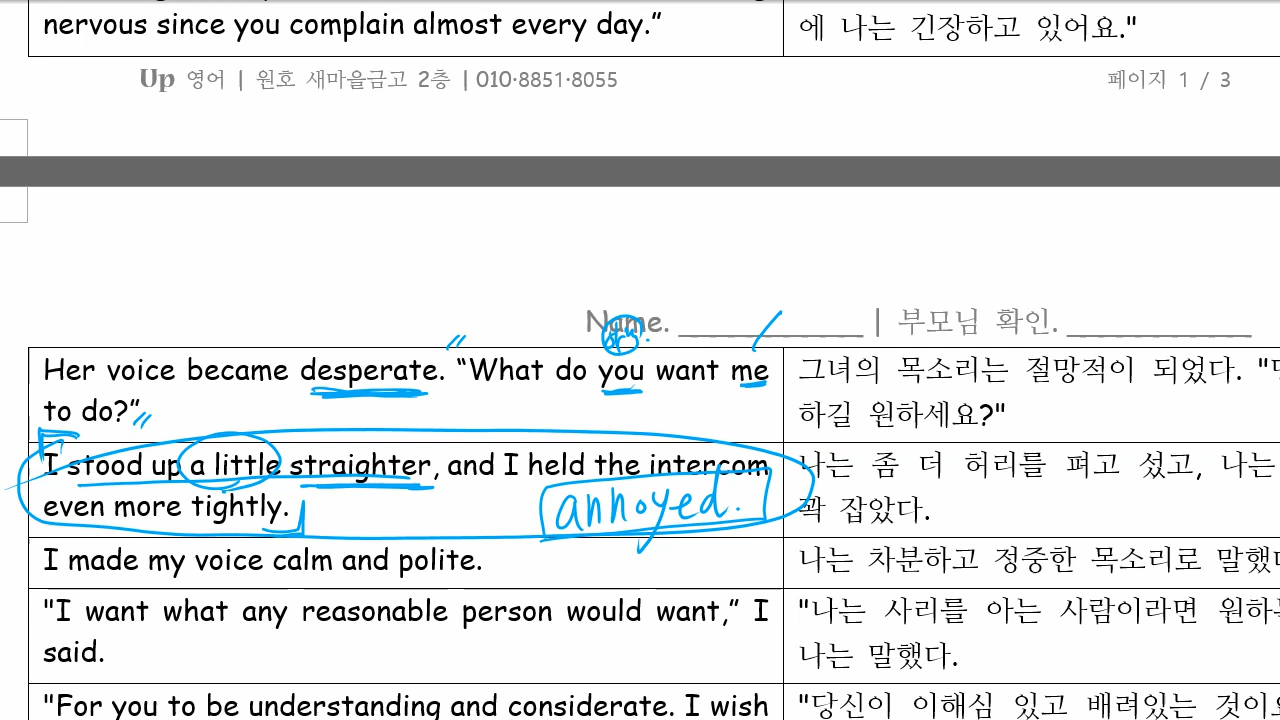 nervous since you complain almost every day.”
에 나는 긴장하고 있어요."
Up 영어 | 원호 새마을금고 2층 | 010·8851·8055
페이지 1 / 3
Name. ____________ | 부모님 확인. ____________
Her voice became desperate. “What do you want me
to do?”
그녀의 목소리는 절망적이 되었다.
하길 원하세요?"
I stood up a little straighter, and I held the intercom
even more tightly.
annoyed.
나는 좀 더 허리를 펴고 섰고, 나는
꽉 잡았다.
I made my voice calm and polite.
나는 차분하고 정중한 목소리로 말했
"I want what any reasonable person would want,” I
said.
"나는 사리를 아는 사람이라면
나는 말했다.
"For you to be understanding and considerate. I wish
"당신이 이해심 있고 배려있는 것이